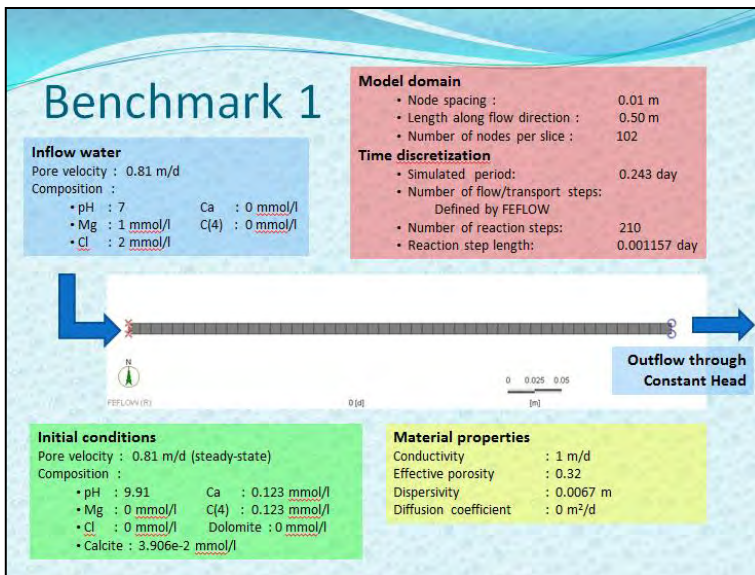 Benchmark 1
Inflow water
Pore velocity : 0.81 m/d
Composition :
• pH : 7 Ca : 0 mmol/l
• Mg : 1 mmol/l C(4) : 0 mmol/l
• Cl : 2 mmol/l
Model domain
• Node spacing : 0.01 m
• Length along flow direction : 0.50 m
• Number of nodes per slice : 102
Time discretization
• Simulated period: 0.243 day
• Number of flow/transport steps:
Defined by FEFLOW
• Number of reaction steps: 210
• Reaction step length: 0.001157 day
N
FEFLOW (R)
0 [d]
0 0.025 0.05
[m]
Outflow through
Constant Head
Initial conditions
Pore velocity : 0.81 m/d (steady-state)
Composition :
• pH : 9.91 Ca : 0.123 mmol/l
• Mg : 0 mmol/l C(4) : 0.123 mmol/l
• Cl : 0 mmol/l Dolomite : 0 mmol/l
• Calcite : 3.906e-2 mmol/l
Material properties
Conductivity : 1 m/d
Effective porosity : 0.32
Dispersivity : 0.0067 m
Diffusion coefficient : 0 m²/d